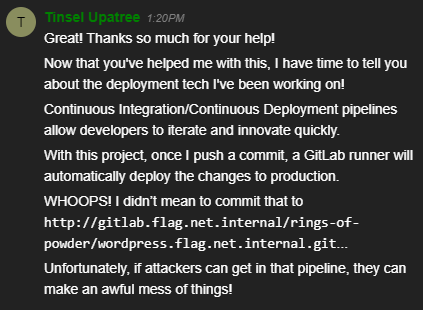 T
Tinsel Upatree 1:20PM
Great! Thanks so much for your help!
Now that you've helped me with this, I have time to tell you
about the deployment tech I've been working on!
Continuous Integration/Continuous Deployment pipelines
allow developers to iterate and innovate quickly.
With this project, once I push a commit, a GitLab runner will
automatically deploy the changes to production.
WHOOPS! I didn't mean to commit that to
http://gitlab.flag.net.internal/rings-of-
powder/wordpress.flag.net.internal.git...
Unfortunately, if attackers can get in that pipeline, they can
make an awful mess of things!